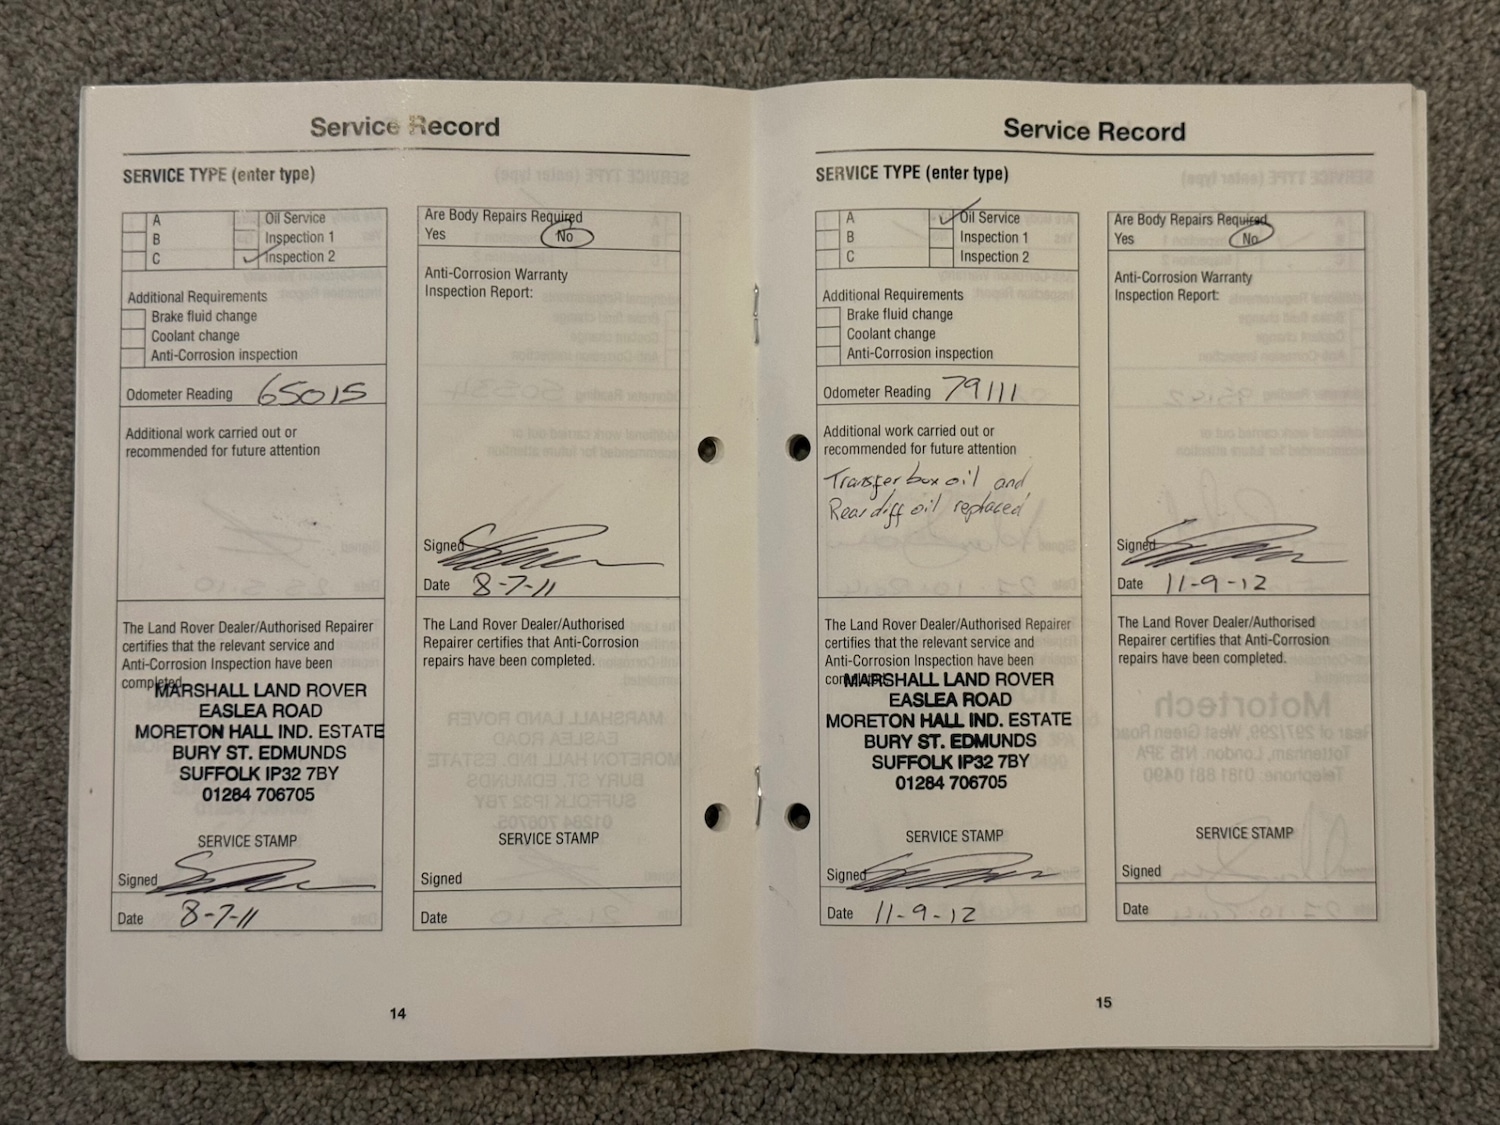 Service Record
SERVICE TYPE (enter type)
A
B
C
Oil Service
Inspection 1
Inspection 2
Additional Requirements
Brake fluid change
Coolant change
Anti-Corrosion inspection
Odometer Reading 65015
Additional work carried out or
recommended for future attention
The Land Rover Dealer/Authorised Repairer
certifies that the relevant service and
Anti-Corrosion Inspection have been
completed.
MARSHALL LAND ROVER
EASLEA ROAD
MORETON HALL IND. ESTATE
BURY ST. EDMUNDS
SUFFOLK IP32 7BY
01284 706705
SERVICE STAMP
Signed
Date 8-7-11
Are Body Repairs Required
Yes No
Anti-Corrosion Warranty
Inspection Report:
Signed
Date 8-7-11
The Land Rover Dealer/Authorised
Repairer certifies that Anti-Corrosion
repairs have been completed.
SERVICE STAMP
Signed
Date
14
Service Record
SERVICE TYPE (enter type)
A
B
C
Oil Service
Inspection 1
Inspection 2
Additional Requirements
Brake fluid change
Coolant change
Anti-Corrosion inspection
Odometer Reading 79111
Additional work carried out or
recommended for future attention
Transfer box oil and
Rear diff oil replaced
The Land Rover Dealer/Authorised Repairer
certifies that the relevant service and
Anti-Corrosion Inspection have been
completed.
MARSHALL LAND ROVER
EASLEA ROAD
MORETON HALL IND. ESTATE
BURY ST. EDMUNDS
SUFFOLK IP32 7BY
01284 706705
SERVICE STAMP
Signed
Date 11-9-12
Are Body Repairs Required
Yes No
Anti-Corrosion Warranty
Inspection Report:
Signed
Date 11-9-12
The Land Rover Dealer/Authorised
Repairer certifies that Anti-Corrosion
repairs have been completed.
SERVICE STAMP
Signed
Date
15